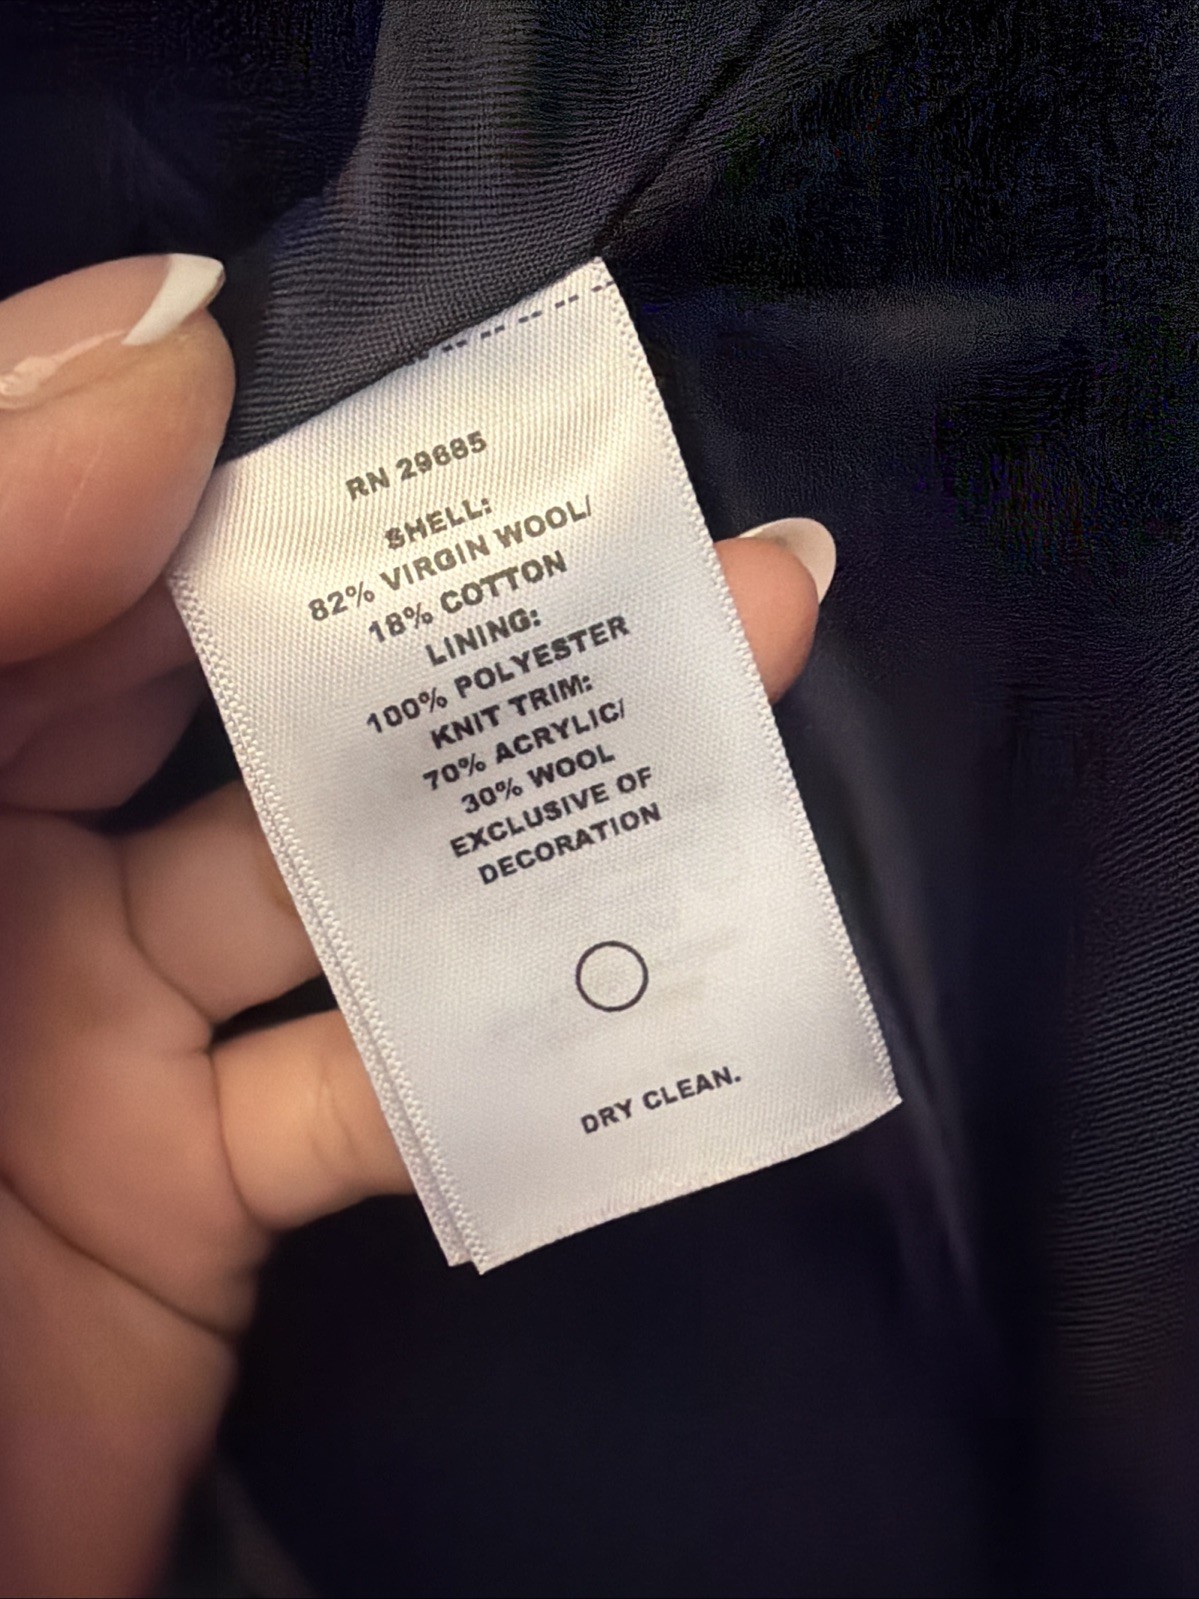 RN 29685
SHELL:
82% VIRGIN WOOL/
18% COTTON
LINING:
100% POLYESTER
KNIT TRIM:
70% ACRYLIC/
30% WOOL
EXCLUSIVE OF
DECORATION
DRY CLEAN.